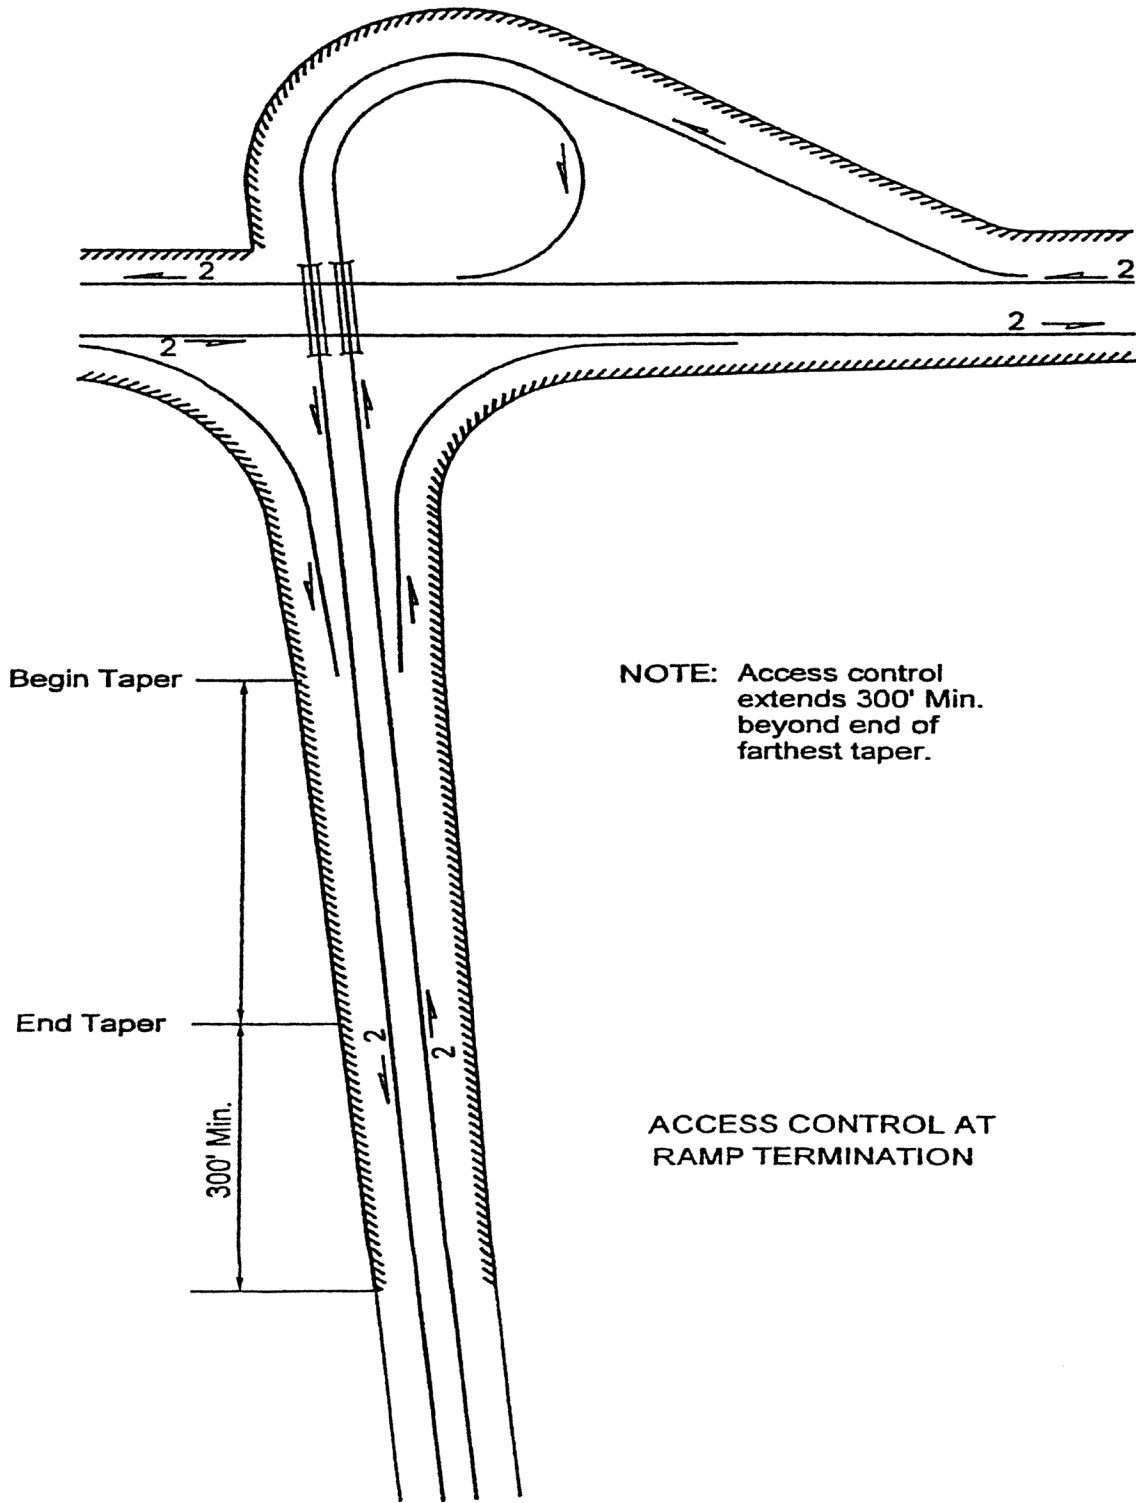 2
2
2
2
Begin Taper
NOTE: Access control
extends 300' Min.
beyond end of
farthest taper.
End Taper
2
2
300' Min.
ACCESS CONTROL AT
RAMP TERMINATION